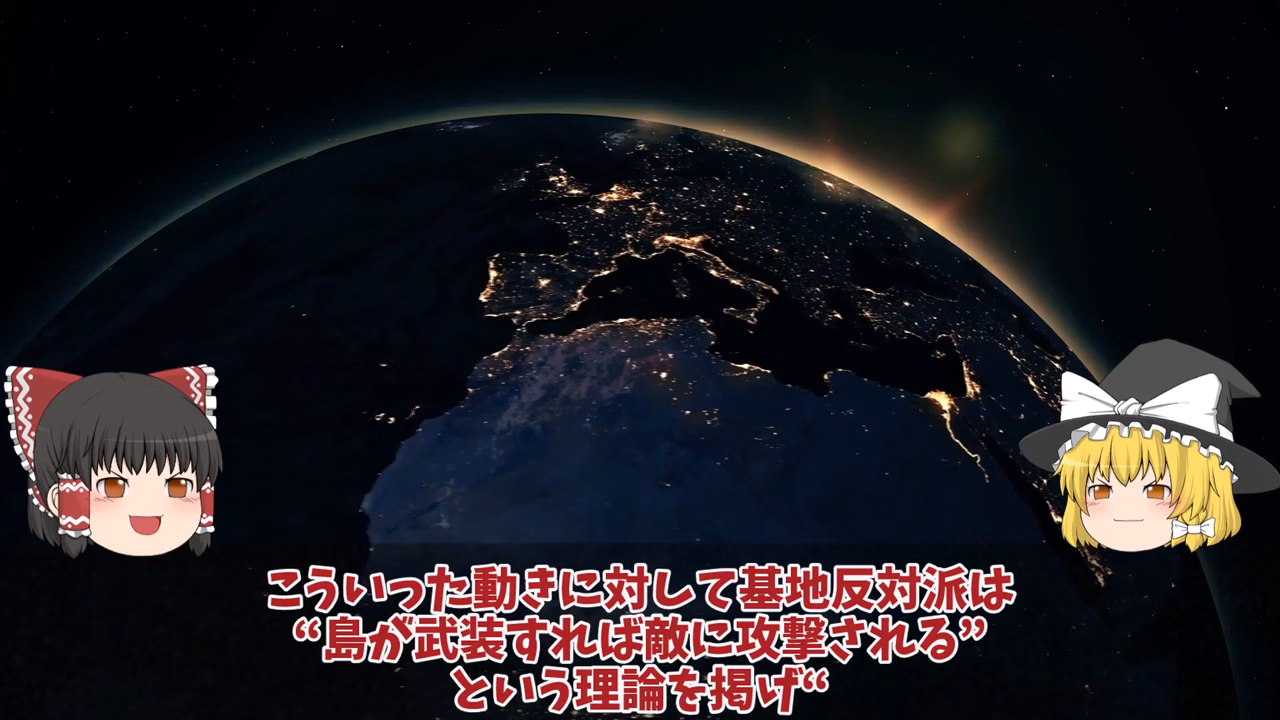 こういった動きに対して基地反対派は
“島が武装すれば敵に攻撃される”
という理論を掲げ“